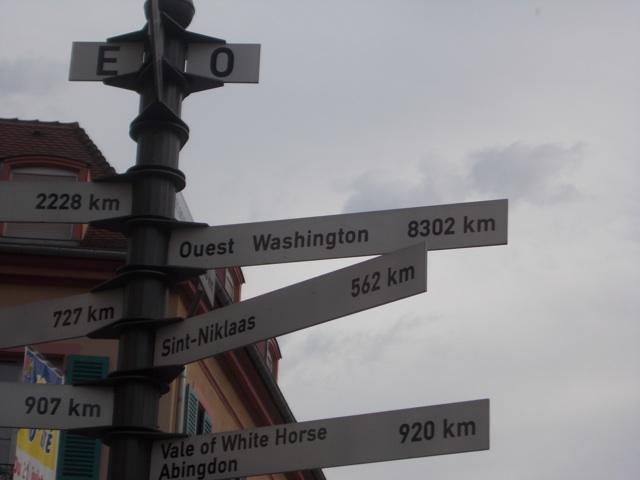 E O
2228 km
Ouest Washington 8302 km
727 km
Sint-Niklaas 562 km
907 km
Vale of White Horse
Abingdon 920 km